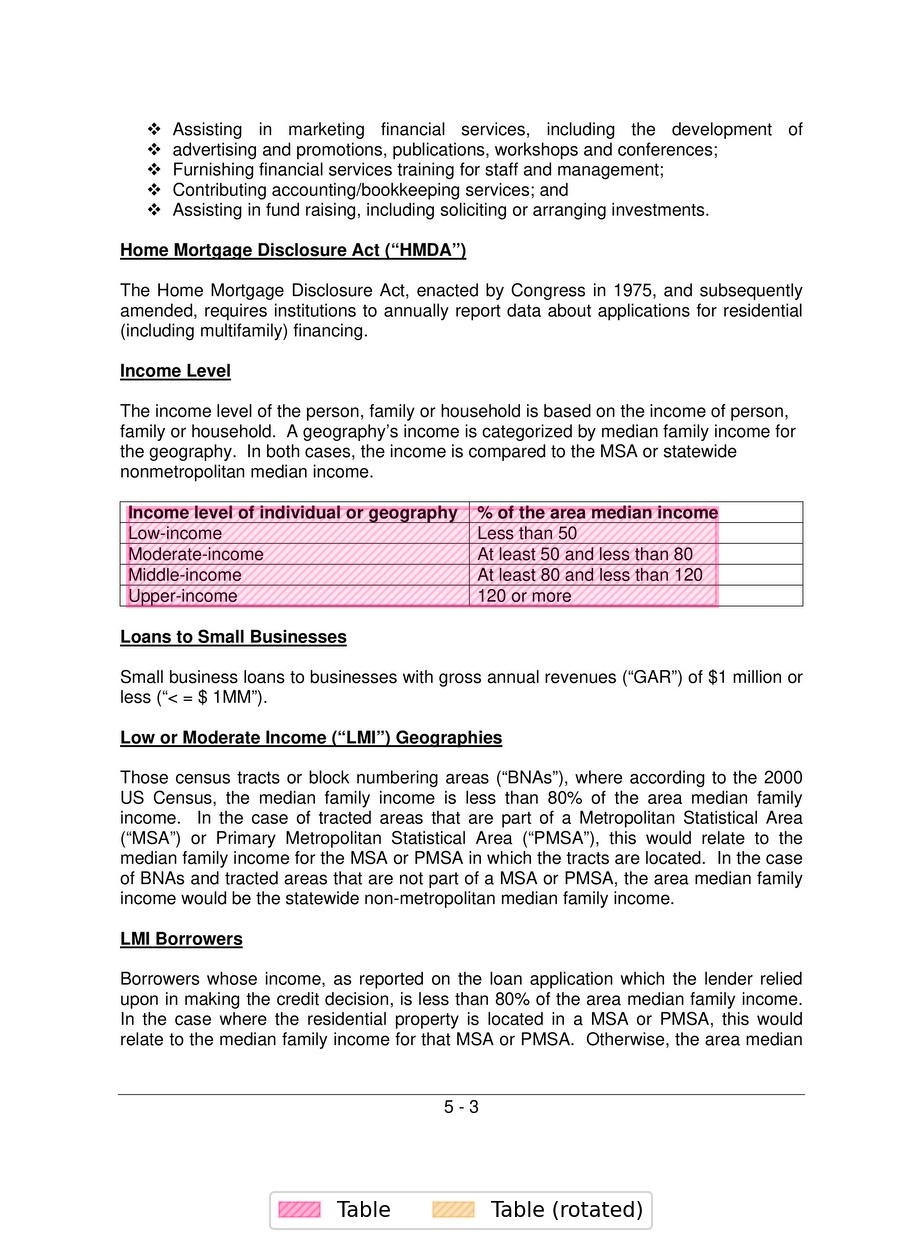 ❖ Assisting in marketing financial services, including the development of
❖ advertising and promotions, publications, workshops and conferences;
❖ Furnishing financial services training for staff and management;
❖ Contributing accounting/bookkeeping services; and
❖ Assisting in fund raising, including soliciting or arranging investments.
Home Mortgage Disclosure Act (“HMDA”)
The Home Mortgage Disclosure Act, enacted by Congress in 1975, and subsequently
amended, requires institutions to annually report data about applications for residential
(including multifamily) financing.
Income Level
The income level of the person, family or household is based on the income of person,
family or household.  A geography’s income is categorized by median family income for
the geography.  In both cases, the income is compared to the MSA or statewide
nonmetropolitan median income.
Income level of individual or geography % of the area median income
Low-income Less than 50
Moderate-income At least 50 and less than 80
Middle-income At least 80 and less than 120
Upper-income 120 or more
Loans to Small Businesses
Small business loans to businesses with gross annual revenues (“GAR”) of $1 million or
less (“< = $ 1MM”).
Low or Moderate Income (“LMI”) Geographies
Those census tracts or block numbering areas (“BNAs”), where according to the 2000
US Census, the median family income is less than 80% of the area median family
income.  In the case of tracted areas that are part of a Metropolitan Statistical Area
(“MSA”) or Primary Metropolitan Statistical Area (“PMSA”), this would relate to the
median family income for the MSA or PMSA in which the tracts are located.  In the case
of BNAs and tracted areas that are not part of a MSA or PMSA, the area median family
income would be the statewide non-metropolitan median family income.
LMI Borrowers
Borrowers whose income, as reported on the loan application which the lender relied
upon in making the credit decision, is less than 80% of the area median family income.
In the case where the residential property is located in a MSA or PMSA, this would
relate to the median family income for that MSA or PMSA.  Otherwise, the area median
5 - 3
Table Table (rotated)